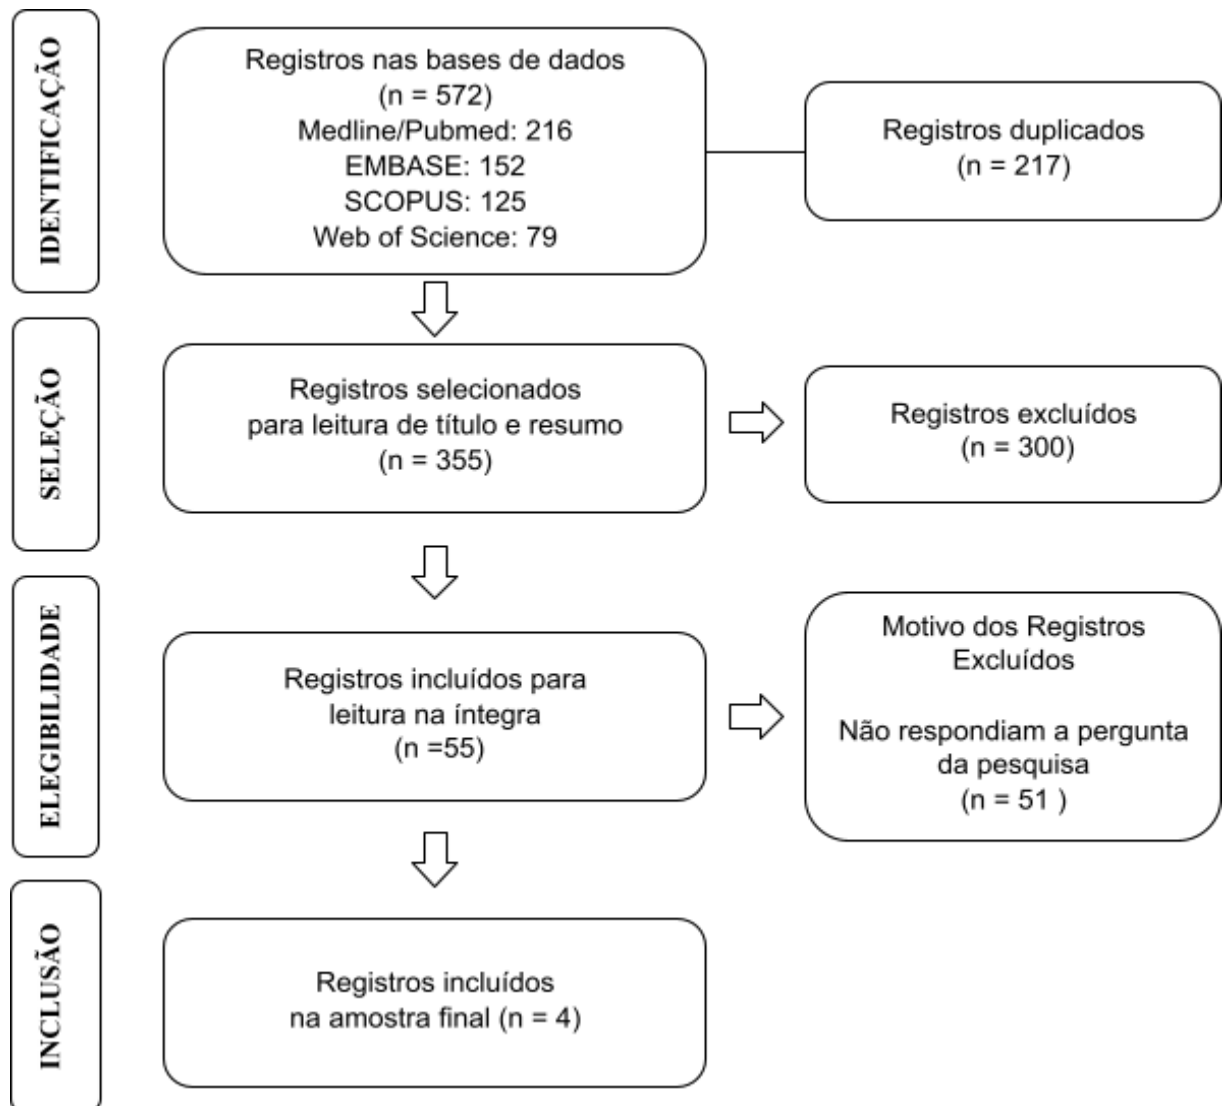 IDENTIFICAÇÃO
Registros nas bases de dados
(n = 572)
Medline/Pubmed: 216
EMBASE: 152
SCOPUS: 125
Web of Science: 79
Registros duplicados
(n = 217)
SELEÇÃO
Registros selecionados
para leitura de título e resumo
(n = 355)
Registros excluídos
(n = 300)
ELEGIBILIDADE
Registros incluídos para
leitura na íntegra
(n =55)
Motivo dos Registros
Excluídos
Não respondiam a pergunta
da pesquisa
(n = 51 )
INCLUSÃO
Registros incluídos
na amostra final (n = 4)